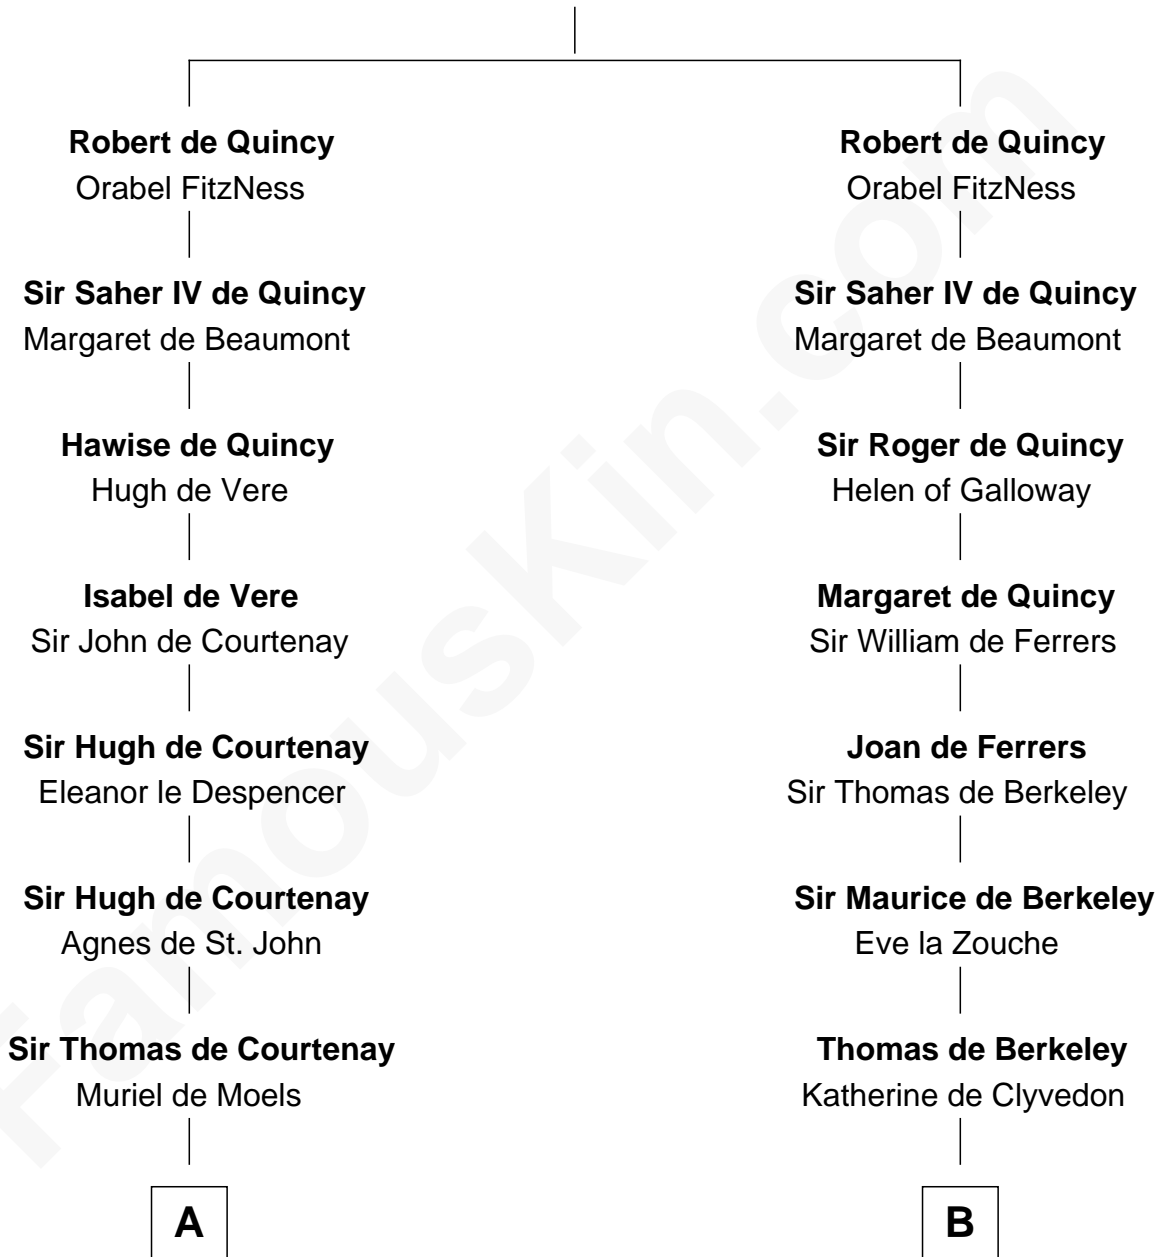 Robert de Quincy
Orabel FitzNess
Sir Saher IV de Quincy
Margaret de Beaumont
Hawise de Quincy
Hugh de Vere
Isabel de Vere
Sir John de Courtenay
Sir Hugh de Courtenay
Eleanor le Despencer
Sir Hugh de Courtenay
Agnes de St. John
Sir Thomas de Courtenay
Muriel de Moels
A
Robert de Quincy
Orabel FitzNess
Sir Saher IV de Quincy
Margaret de Beaumont
Sir Roger de Quincy
Helen of Galloway
Margaret de Quincy
Sir William de Ferrers
Joan de Ferrers
Sir Thomas de Berkeley
Sir Maurice de Berkeley
Eve la Zouche
Thomas de Berkeley
Katherine de Clyvedon
B
FamousKin.com